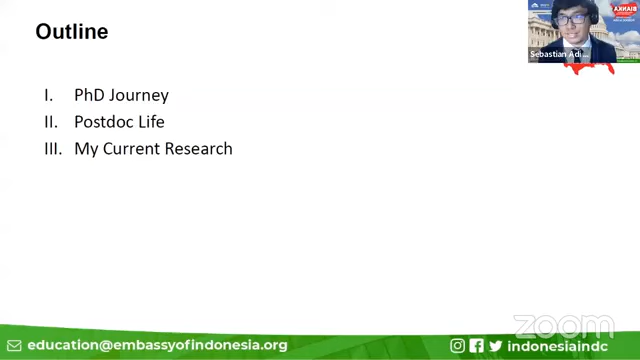 Outline
Sebastian Adi
I. PhD Journey
II. Postdoc Life
III. My Current Research
zoom
education@embassyofindonesia.org
indonesiaindc